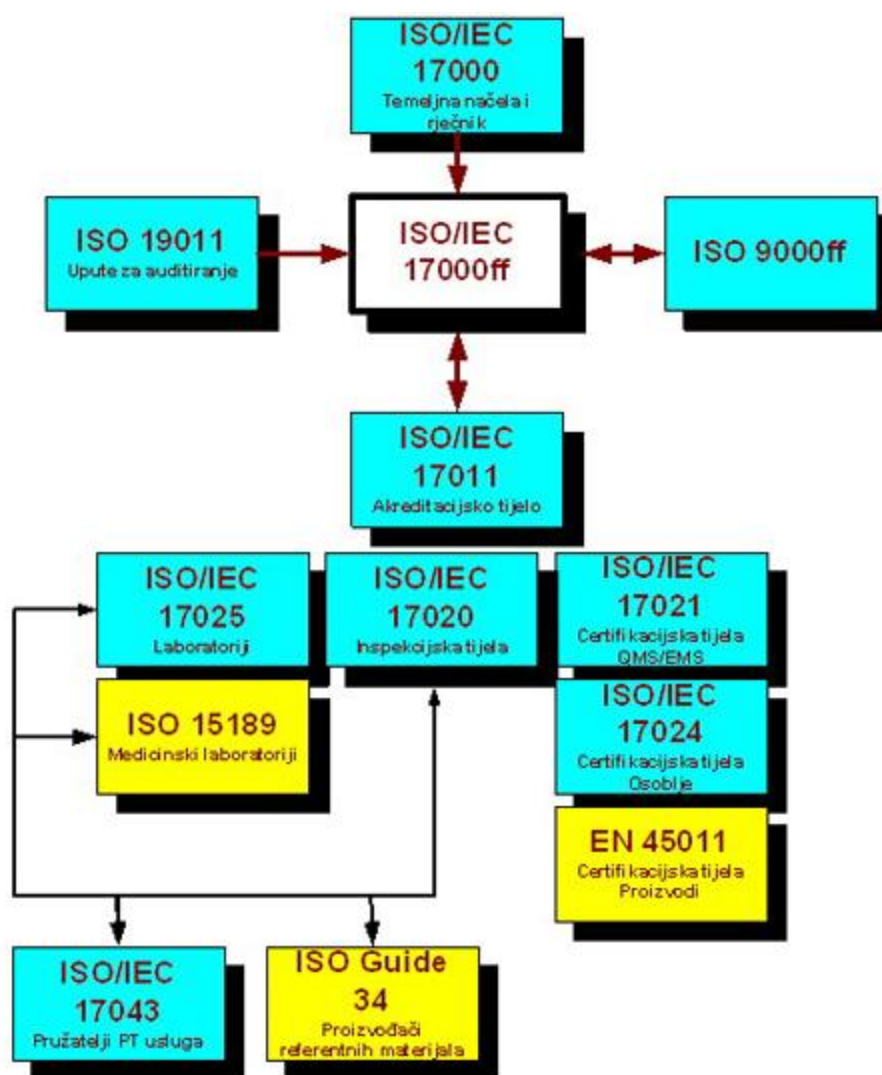 ISO/IEC
17000
Temeljna načela i
rječnik
ISO 19011
Upute za auditiranje
ISO/IEC
17000ff
ISO 9000ff
ISO/IEC
17011
Akreditacijsko tijelo
ISO/IEC
17025
Laboratoriji
ISO/IEC
17020
Inspekcijska tijela
ISO/IEC
17021
Certifikacijska tijela
QMS/EMS
ISO 15189
Medicinski laboratoriji
ISO/IEC
17024
Certifikacijska tijela
Osoblje
EN 45011
Certifikacijska tijela
Proizvodi
ISO/IEC
17043
Pružatelji PT usluga
ISO Guide
34
Proizvođači
referentnih materijala